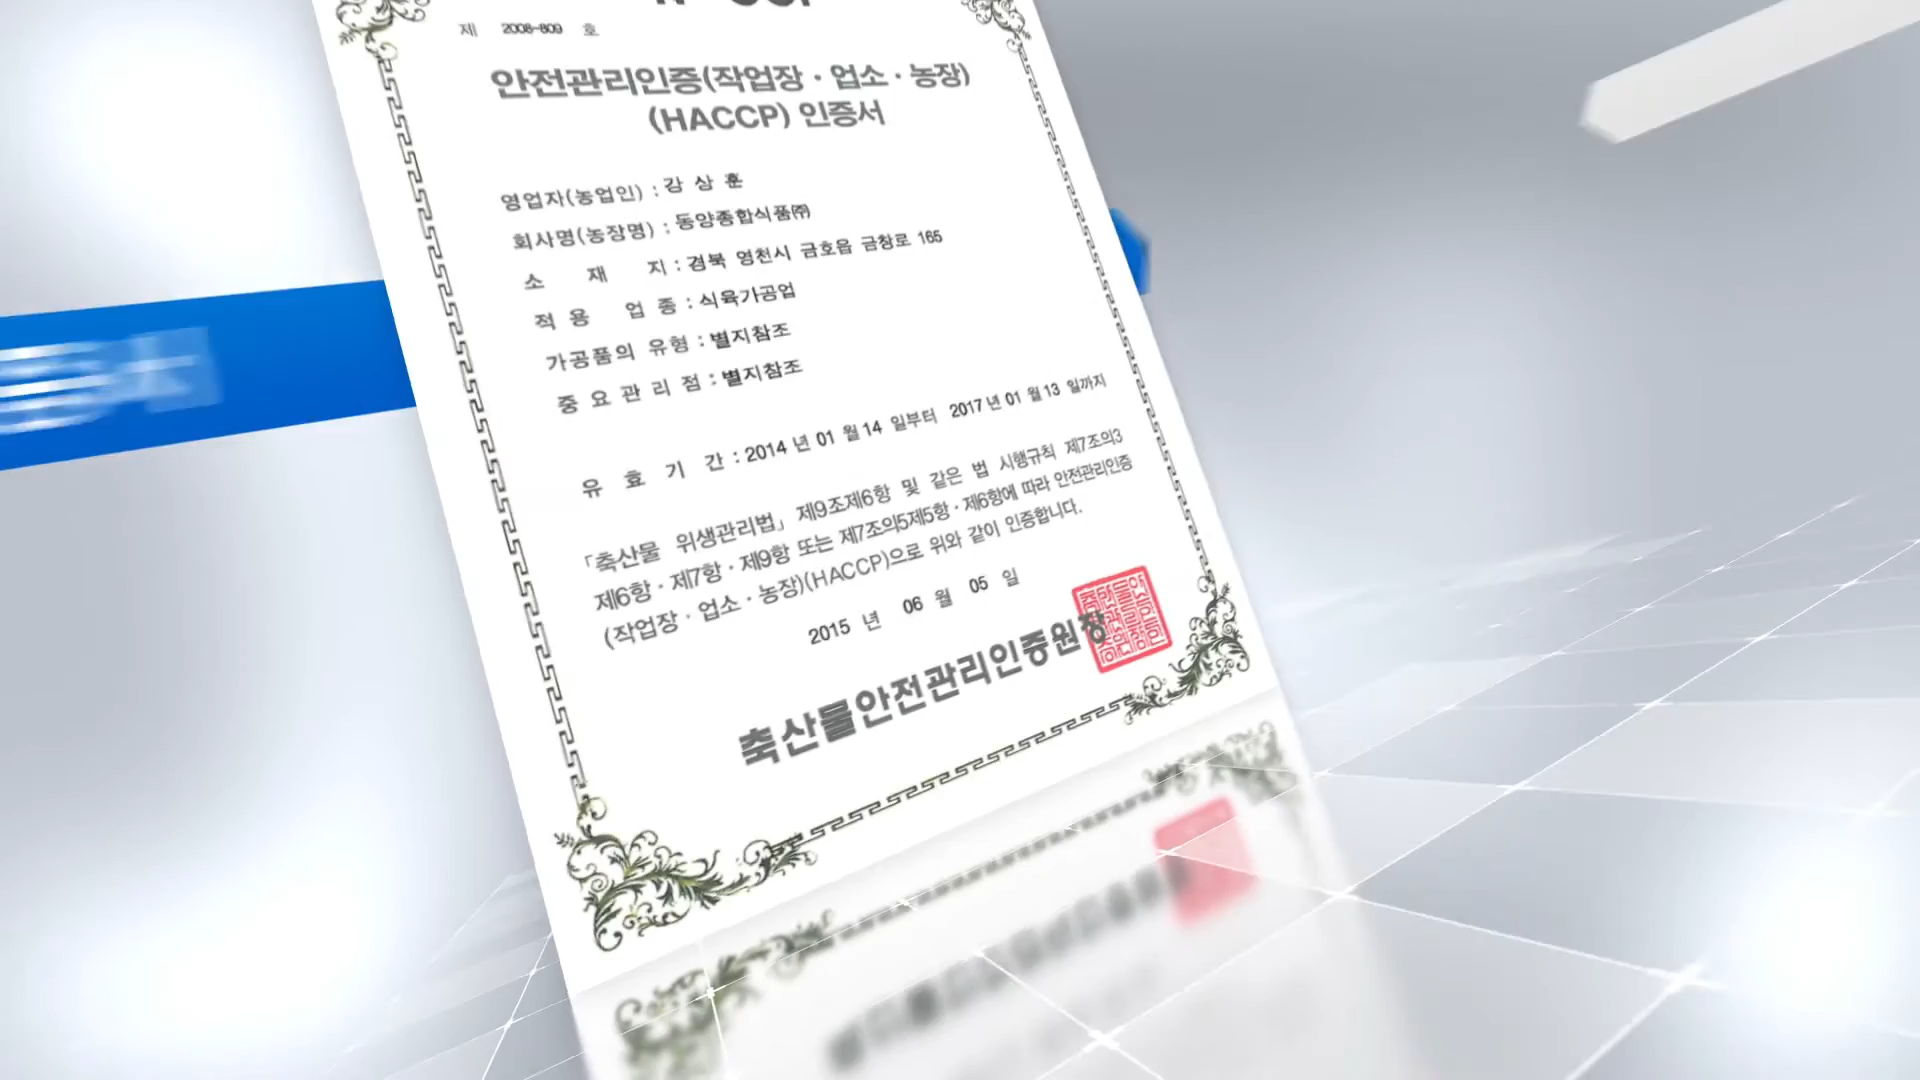 제 2008-809 호
안전관리인증(작업장 · 업소 · 농장)
(HACCP) 인증서
영업자(농업인) : 강 상 훈
회사명(농장명) : 동양종합식품㈜
소 재 지 : 경북 영천시 금호읍 금창로 165
적 용 업 종 : 식육가공업
가공품의 유형 : 별지참조
중 요 관 리 점 : 별지참조
유 효 기 간 : 2014 년 01 월 14 일부터 2017 년 01 월 13 일까지
「축산물 위생관리법」 제9조제6항 및 같은 법 시행규칙 제7조의3
제6항 · 제7항 · 제9항 또는 제7조의5제5항 · 제6항에 따라 안전관리인증
(작업장 · 업소 · 농장)(HACCP)으로 위와 같이 인증합니다.
2015 년 06 월 05 일
축산물안전관리인증원장